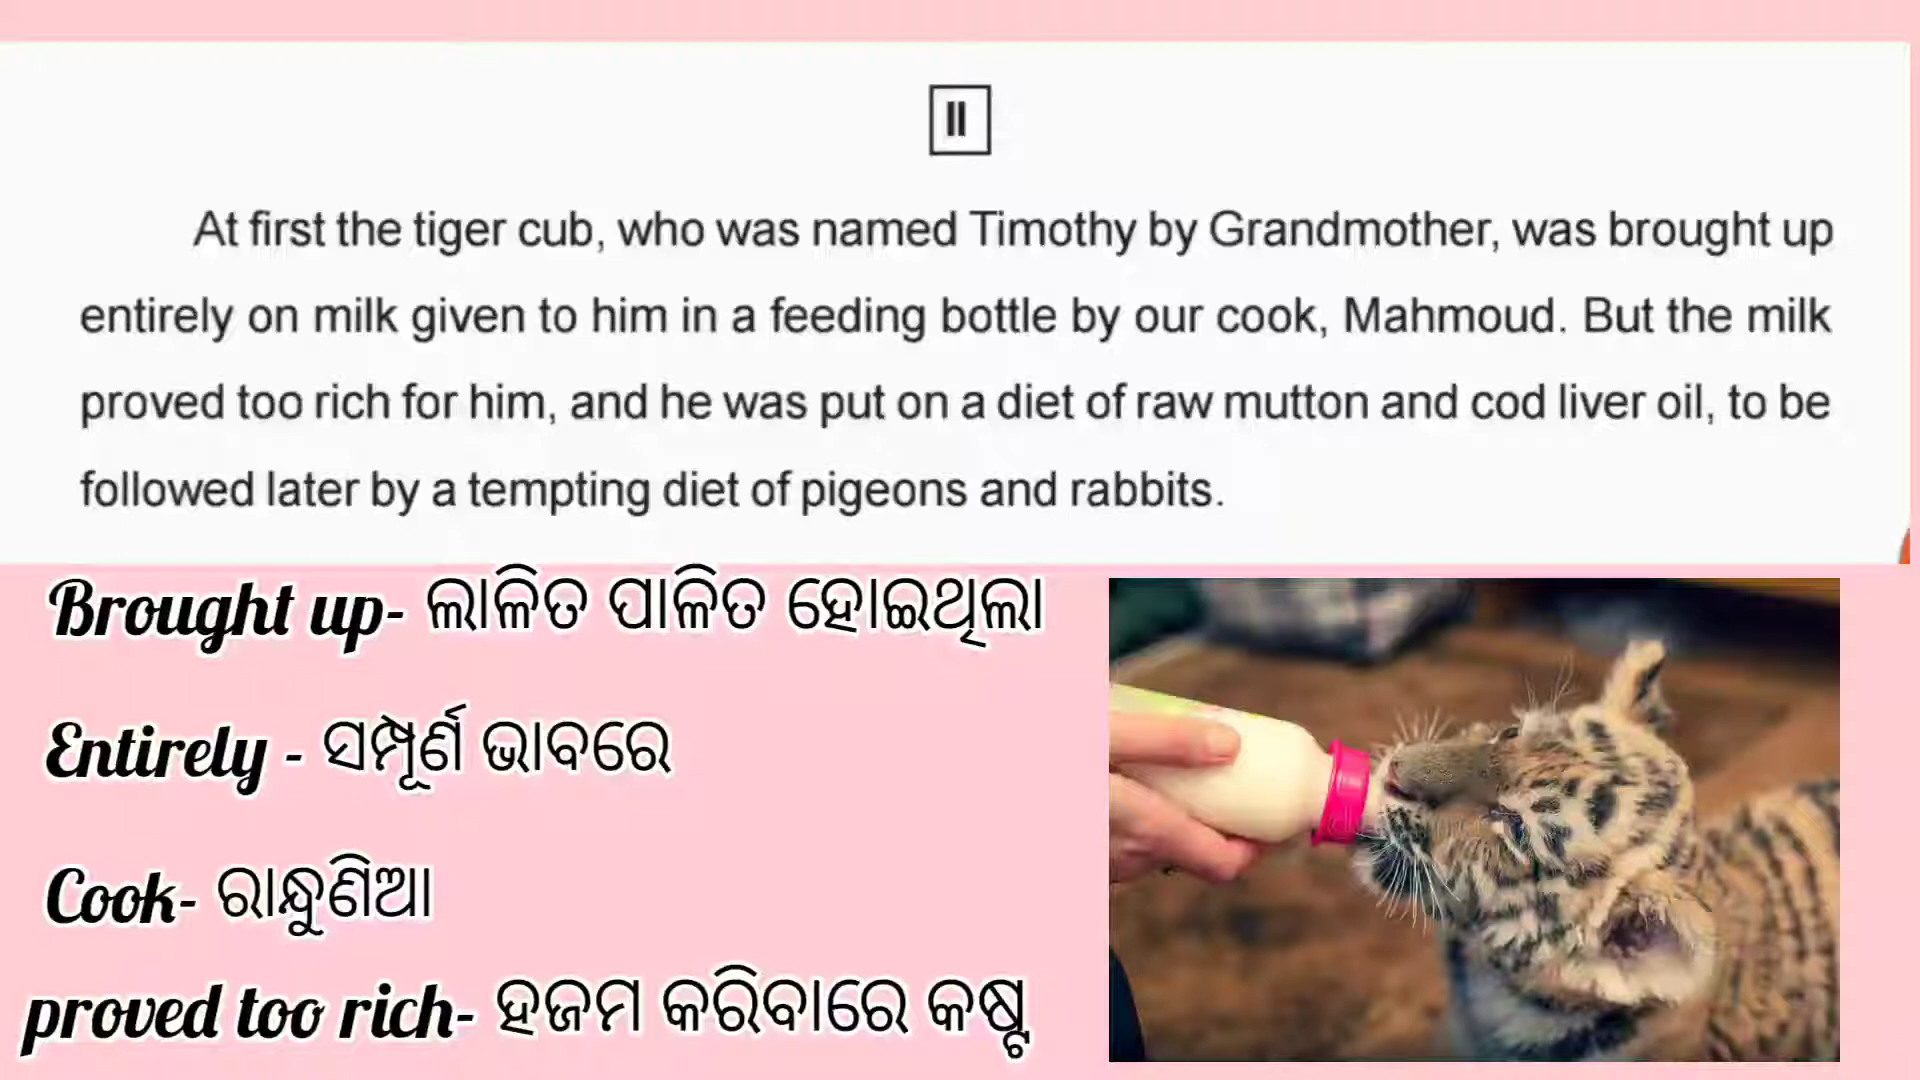 II
At first the tiger cub, who was named Timothy by Grandmother, was brought up
entirely on milk given to him in a feeding bottle by our cook, Mahmoud. But the milk
proved too rich for him, and he was put on a diet of raw mutton and cod liver oil, to be
followed later by a tempting diet of pigeons and rabbits.
Brought up- ଲାଳିତ ପାଳିତ ହୋଇଥିଲା
Entirely - ସମ୍ପୂର୍ଣ ଭାବରେ
Cook- ରାନ୍ଧୁଣିଆ
proved too rich- ହଜମ କରିବାରେ କଷ୍ଟ